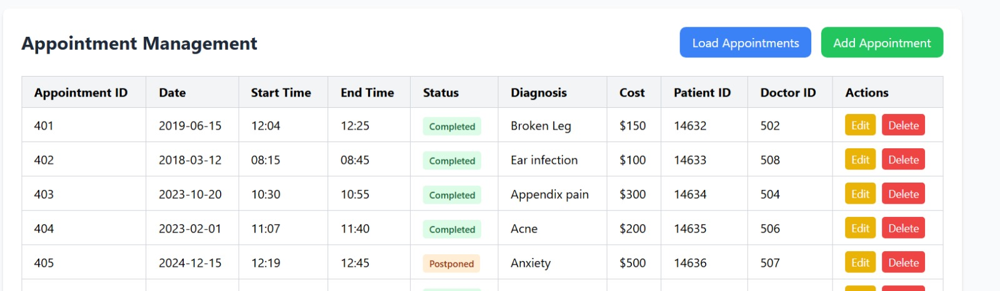 Appointment Management Load Appointments Add Appointment
Appointment ID Date Start Time End Time Status Diagnosis Cost Patient ID Doctor ID Actions
401 2019-06-15 12:04 12:25 Completed Broken Leg $150 14632 502 Edit Delete
402 2018-03-12 08:15 08:45 Completed Ear infection $100 14633 508 Edit Delete
403 2023-10-20 10:30 10:55 Completed Appendix pain $300 14634 504 Edit Delete
404 2023-02-01 11:07 11:40 Completed Acne $200 14635 506 Edit Delete
405 2024-12-15 12:19 12:45 Postponed Anxiety $500 14636 507 Edit Delete